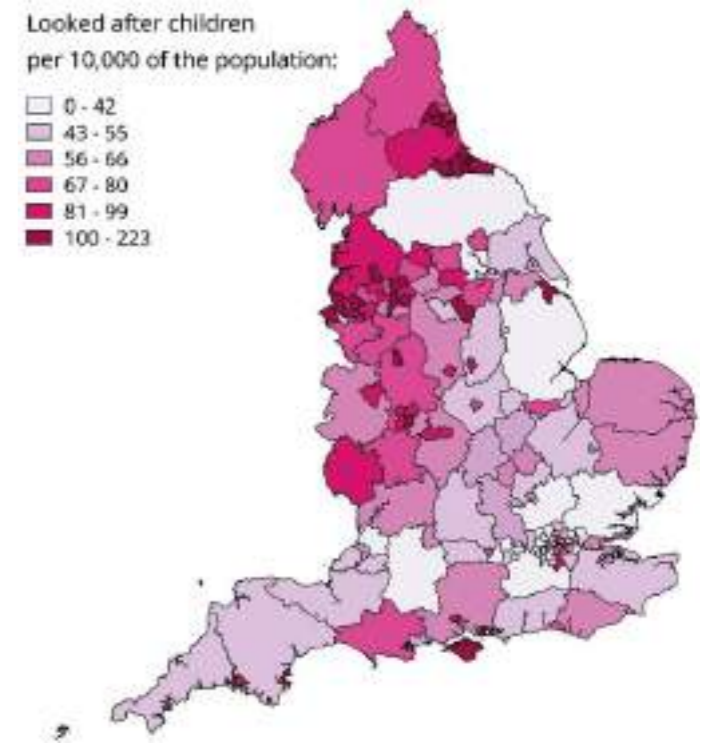 Looked after children
per 10,000 of the population:
0 - 42
43 - 55
56 - 66
67 - 80
81 - 99
100 - 223